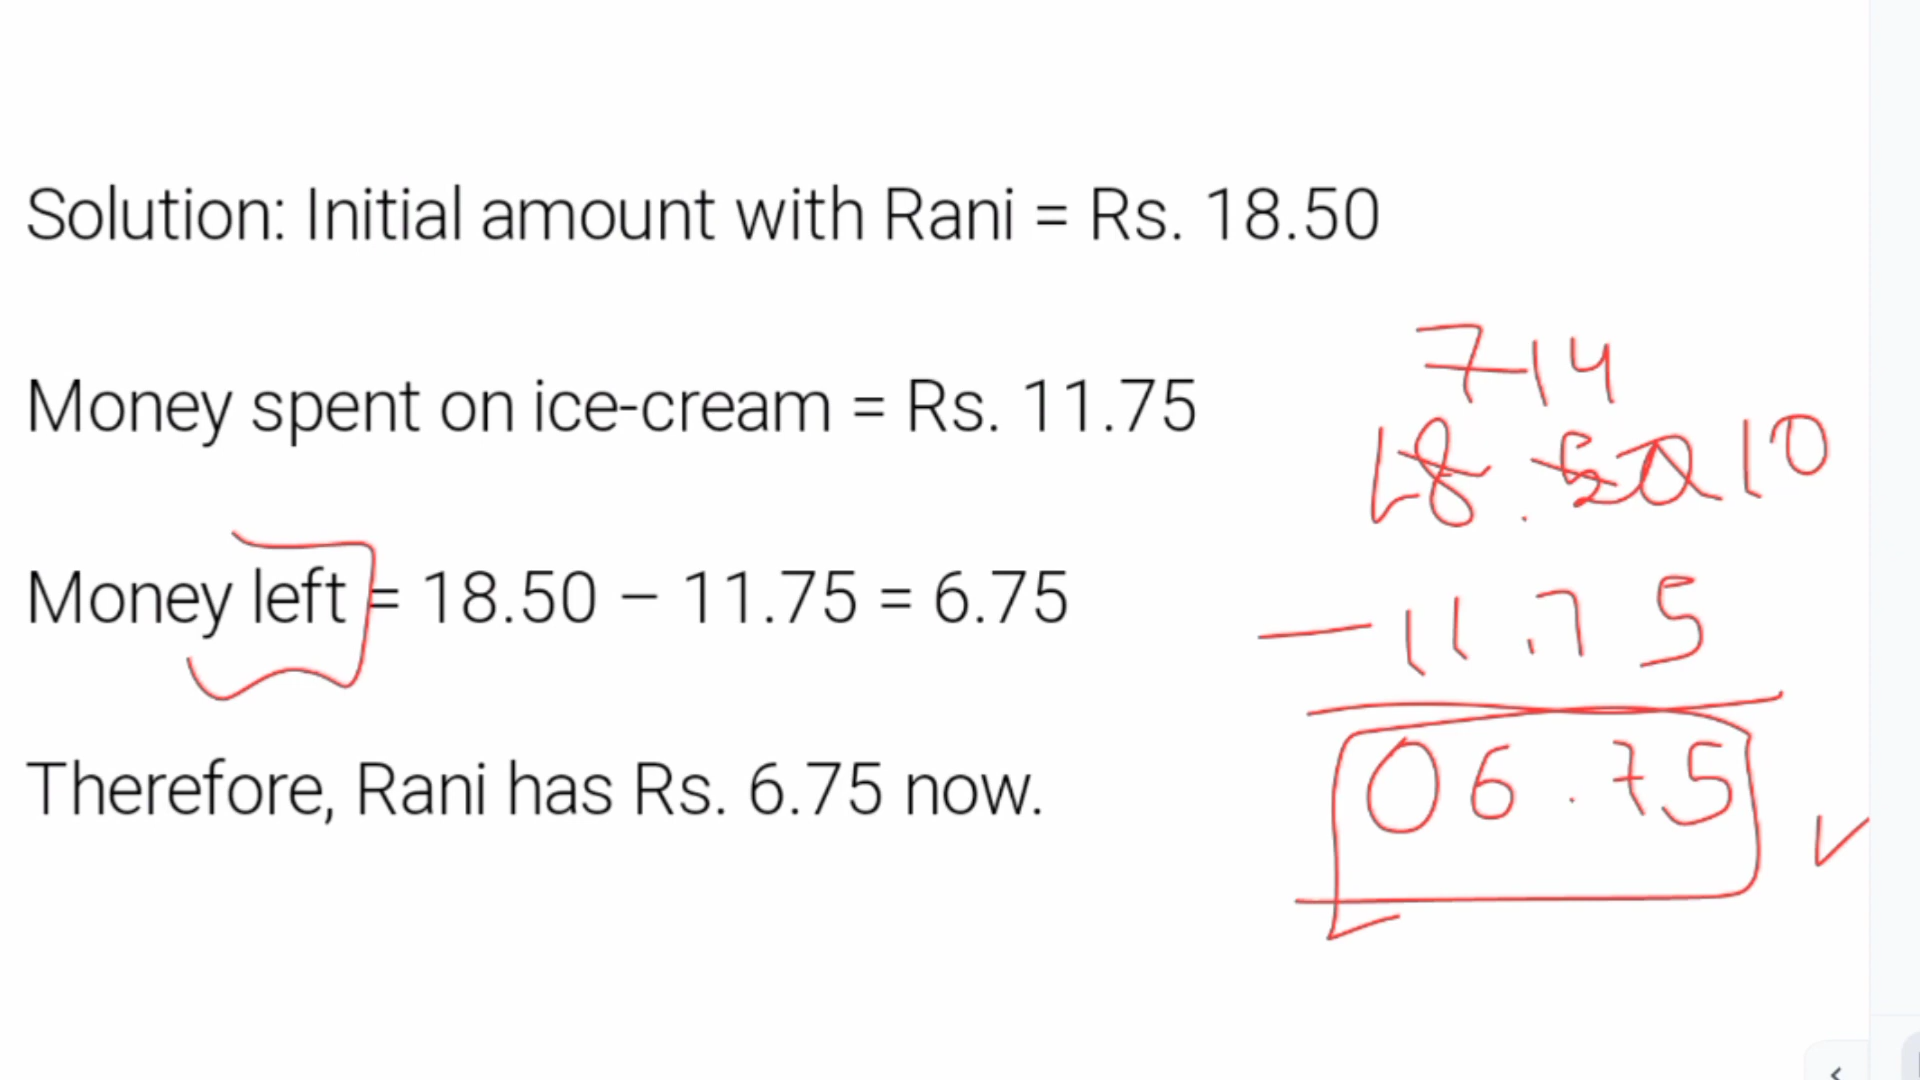 Solution: Initial amount with Rani = Rs. 18.50
Money spent on ice-cream = Rs. 11.75
Money left = 18.50 – 11.75 = 6.75
Therefore, Rani has Rs. 6.75 now.
7 14
18.50 10
- 11.75
06.75